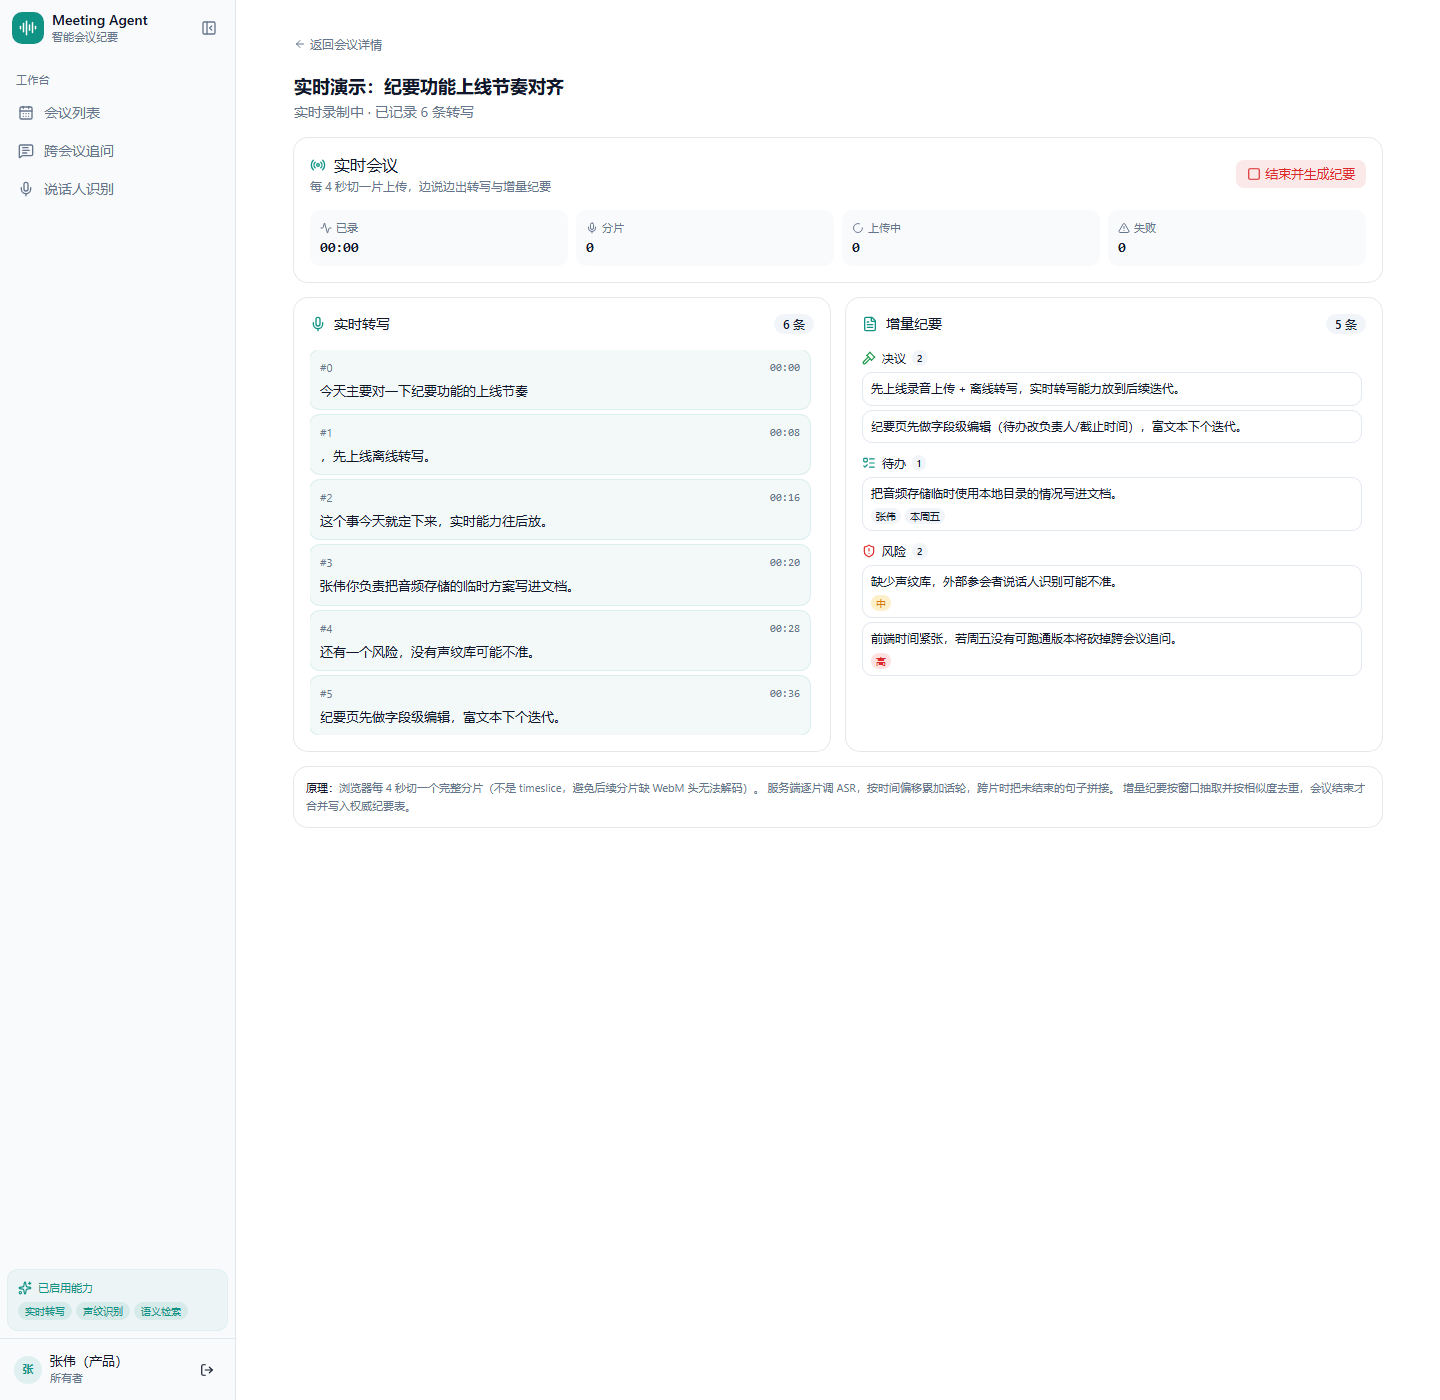 Meeting Agent
智能会议纪要
工作台
会议列表
跨会议追问
说话人识别
返回会议详情
实时演示：纪要功能上线节奏对齐
实时录制中 · 已记录 6 条转写
实时会议
每 4 秒切一片上传，边说边出转写与增量纪要
结束并生成纪要
已录
00:00
分片
0
上传中
0
失败
0
实时转写
6 条
#0
00:00
今天主要对一下纪要功能的上线节奏
#1
00:08
，先上线离线转写。
#2
00:16
这个事今天就定下来，实时能力往后放。
#3
00:20
张伟你负责把音频存储的临时方案写进文档。
#4
00:28
还有一个风险，没有声纹库可能不准。
#5
00:36
纪要页先做字段级编辑，富文本下个迭代。
增量纪要
5 条
决议 2
先上线录音上传 + 离线转写，实时转写能力放到后续迭代。
纪要页先做字段级编辑（待办改负责人/截止时间），富文本下个迭代。
待办 1
把音频存储临时使用本地目录的情况写进文档。
张伟 本周五
风险 2
缺少声纹库，外部参会者说话人识别可能不准。
中
前端时间紧张，若周五没有可跑通版本将砍掉跨会议追问。
高
原理：浏览器每 4 秒切一个完整分片（不是 timeslice，避免后续分片缺 WebM 头无法解码）。 服务端逐片调 ASR，按时间偏移累加话轮，跨片时把未结束的句子拼接。 增量纪要按窗口抽取并按相似度去重，会议结束才
合并写入权威纪要表。
已启用能力
实时转写 声纹识别 语义检索
张
张伟（产品）
所有者